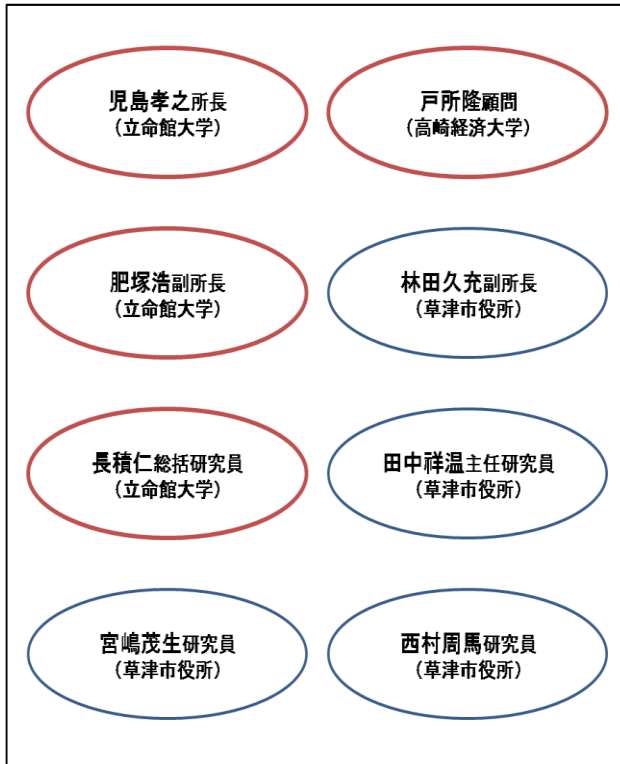 児島孝之所長
(立命館大学)
戸所隆顧問
(高崎経済大学)
肥塚浩副所長
(立命館大学)
林田久充副所長
(草津市役所)
長積仁総括研究員
(立命館大学)
田中祥温主任研究員
(草津市役所)
宮嶋茂生研究員
(草津市役所)
西村周馬研究員
(草津市役所)